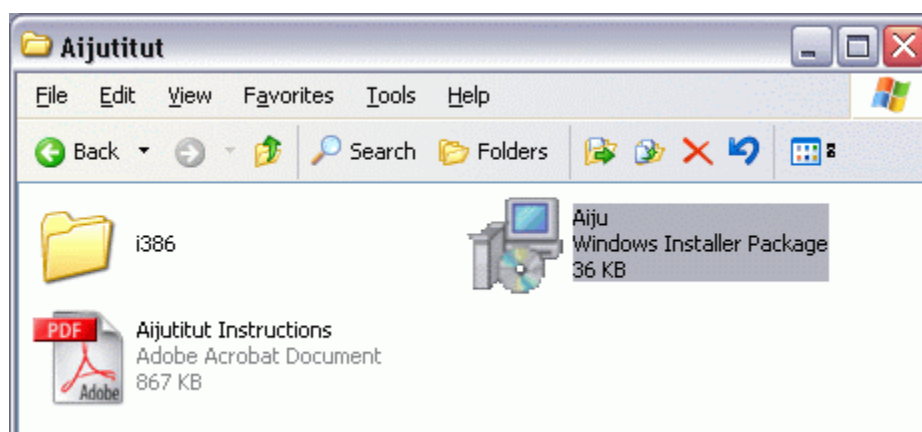 Aijutitut
File Edit View Favorites Tools Help
Back Search Folders
i386
Aiju
Windows Installer Package
36 KB
PDF
Adobe
Aijutitut Instructions
Adobe Acrobat Document
867 KB